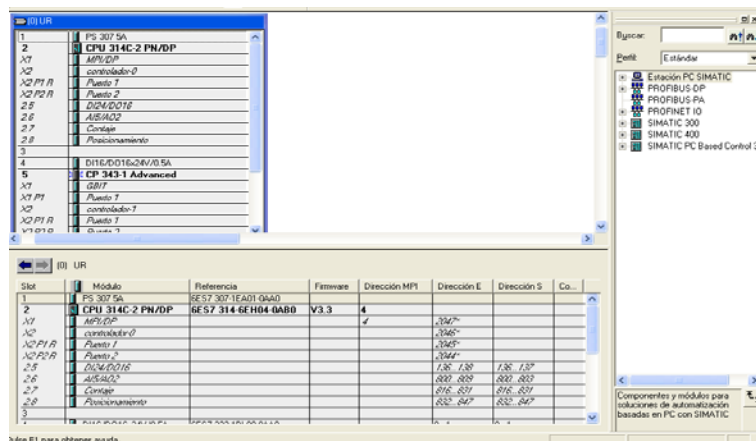 (0) UR
1 PS 307 5A
2 CPU 314C-2 PN/DP
X1 MPI/DP
X2 controlador-0
X2 P1 R Puerto 1
X2 P2 R Puerto 2
2.5 DI24/DO16
2.6 AI5/AO2
2.7 Contaje
2.8 Posicionamiento
3
4 DI16/DO16x24V/0.5A
5 CP 343-1 Advanced
X1 GBIT
X1 P1 Puerto 1
X2 controlador-1
X2 P1 R Puerto 1
X2 P2 R Puerto 2
Buscar:
Perfil: Estándar
Estación PC SIMATIC
PROFIBUS-DP
PROFIBUS-PA
PROFINET IO
SIMATIC 300
SIMATIC 400
SIMATIC PC Based Control 3
(0) UR
Slot Módulo Referencia Firmware Dirección MPI Dirección E Dirección S Co...
1 PS 307 5A 6ES7 307-1EA01-0AA0
2 CPU 314C-2 PN/DP 6ES7 314-6EH04-0AB0 V3.3 4
X1 MPI/DP 4 2047*
X2 controlador-0 2046*
X2 P1 R Puerto 1 2045*
X2 P2 R Puerto 2 2044*
2.5 DI24/DO16 136...138 136...137
2.6 AI5/AO2 800...809 800...803
2.7 Contaje 816...831 816...831
2.8 Posicionamiento 832...847 832...847
3
Componentes y módulos para
soluciones de automatización
basadas en PC con SIMATIC
Pulse F1 para obtener ayuda.